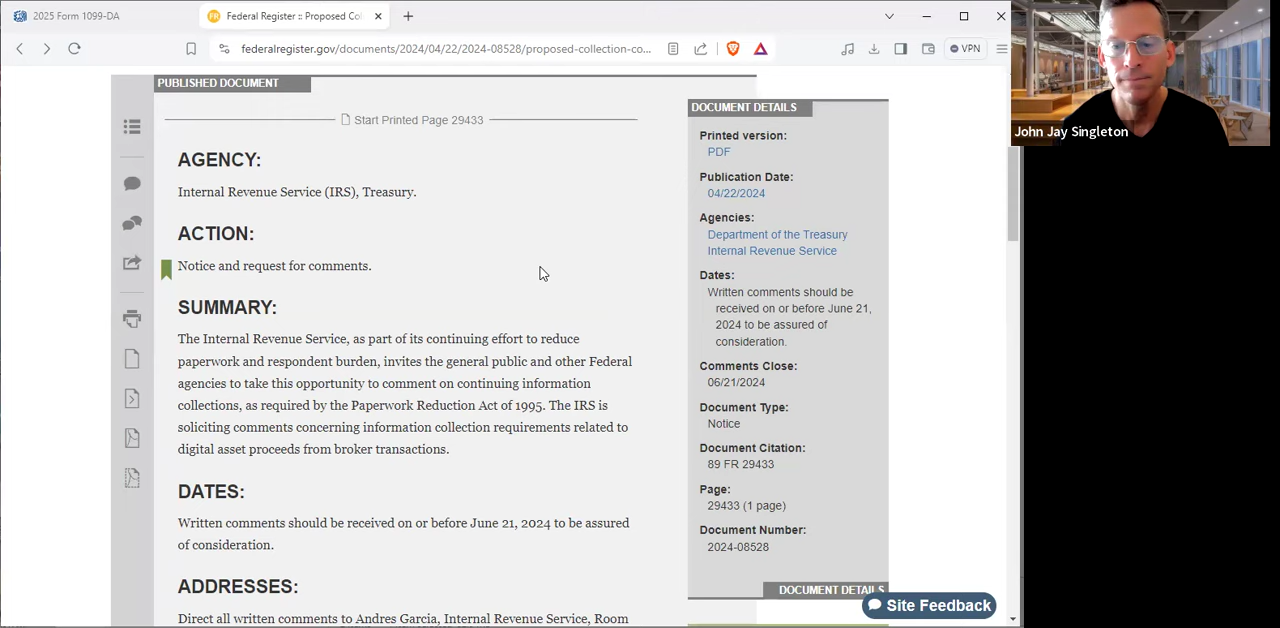 2025 Form 1099-DA
FR
Federal Register :: Proposed Col
federalregister.gov/documents/2024/04/22/2024-08528/proposed-collection-co...
VPN
John Jay Singleton
PUBLISHED DOCUMENT
Start Printed Page 29433
AGENCY:
Internal Revenue Service (IRS), Treasury.
ACTION:
Notice and request for comments.
SUMMARY:
The Internal Revenue Service, as part of its continuing effort to reduce
paperwork and respondent burden, invites the general public and other Federal
agencies to take this opportunity to comment on continuing information
collections, as required by the Paperwork Reduction Act of 1995. The IRS is
soliciting comments concerning information collection requirements related to
digital asset proceeds from broker transactions.
DATES:
Written comments should be received on or before June 21, 2024 to be assured
of consideration.
ADDRESSES:
Direct all written comments to Andres Garcia, Internal Revenue Service, Room
DOCUMENT DETAILS
Printed version:
PDF
Publication Date:
04/22/2024
Agencies:
Department of the Treasury
Internal Revenue Service
Dates:
Written comments should be
received on or before June 21,
2024 to be assured of
consideration.
Comments Close:
06/21/2024
Document Type:
Notice
Document Citation:
89 FR 29433
Page:
29433 (1 page)
Document Number:
2024-08528
DOCUMENT DETAILS
Site Feedback